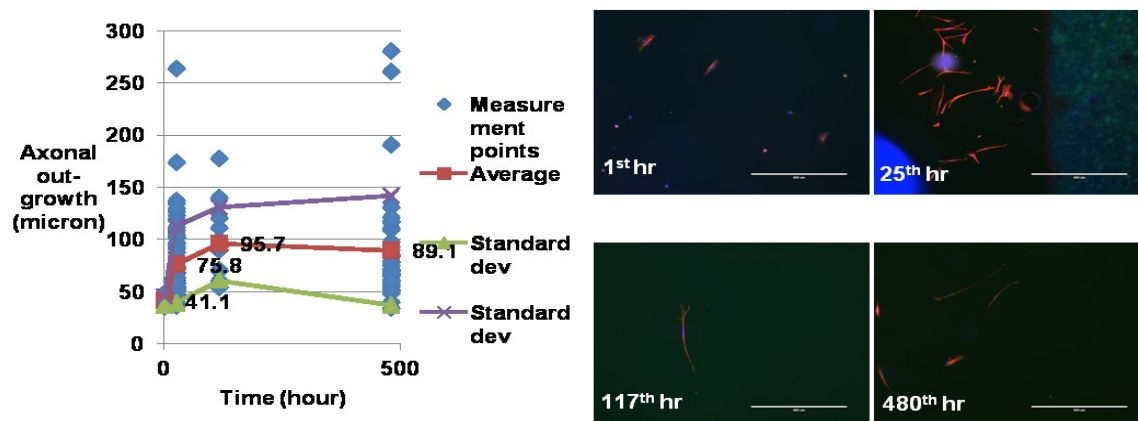 300
250
200
150
100
50
0
Axonal
out-
growth
(micron)
41.1
75.8
95.7
89.1
0
500
Time (hour)
Measure
ment
points
Average
Standard
dev
Standard
dev
1st hr
25th hr
117th hr
480th hr